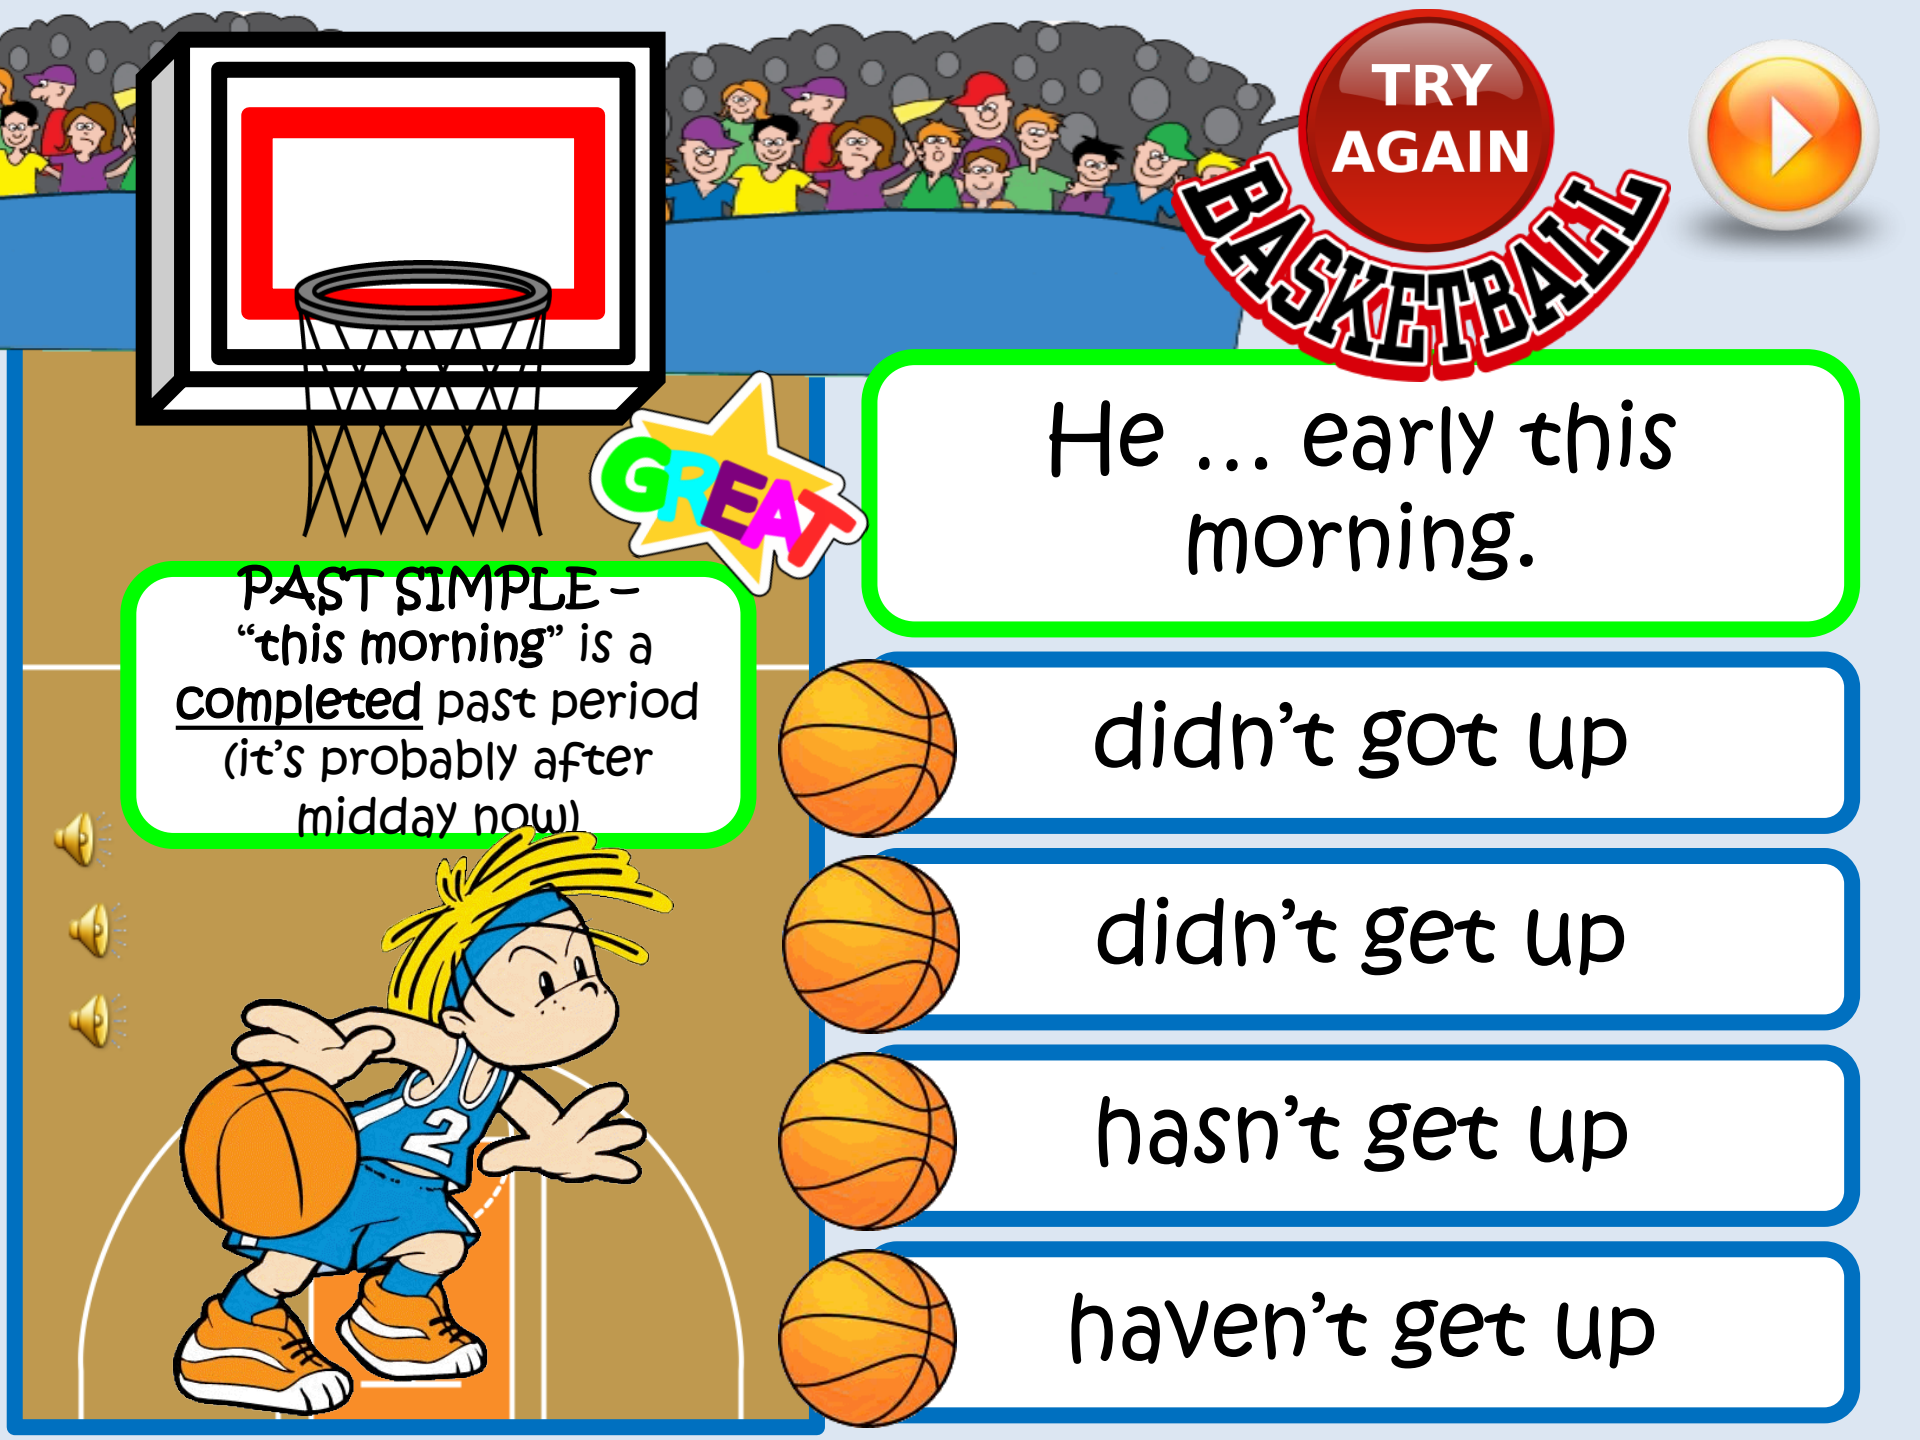 TRY
AGAIN
BASKETBALL
He … early this
morning.
GREAT
PAST SIMPLE –
“this morning” is a
completed past period
(it’s probably after
midday now)
didn’t got up
didn’t get up
hasn’t get up
haven’t get up
2